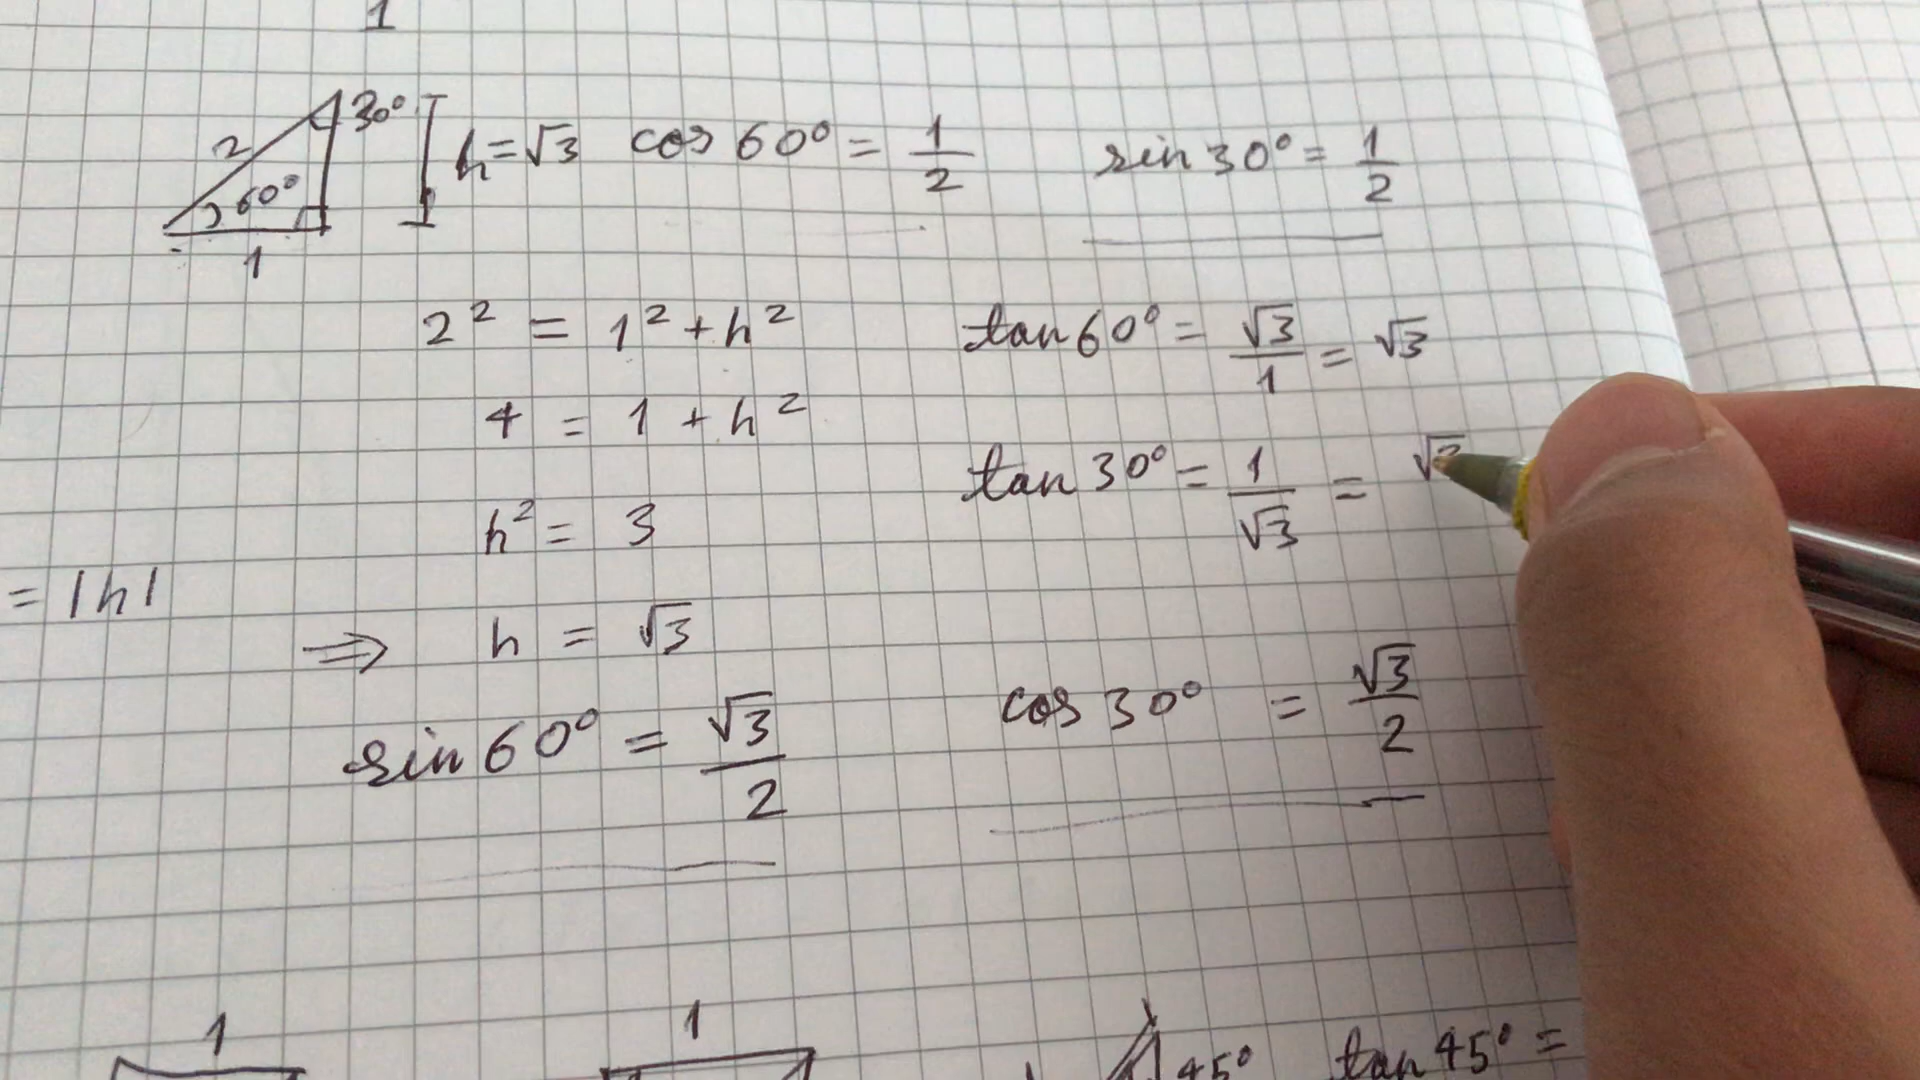 1
30° h=√3 cos 60° = 1/2 sin 30° = 1/2
2
60°
1
2² = 1² + h² tan 60° = √3/1 = √3
4 = 1 + h²
tan 30° = 1/√3 = √
h² = 3
= |h|
⇒ h = √3
cos 30° = √3/2
sin 60° = √3/2
1 1
45° tan 45° =